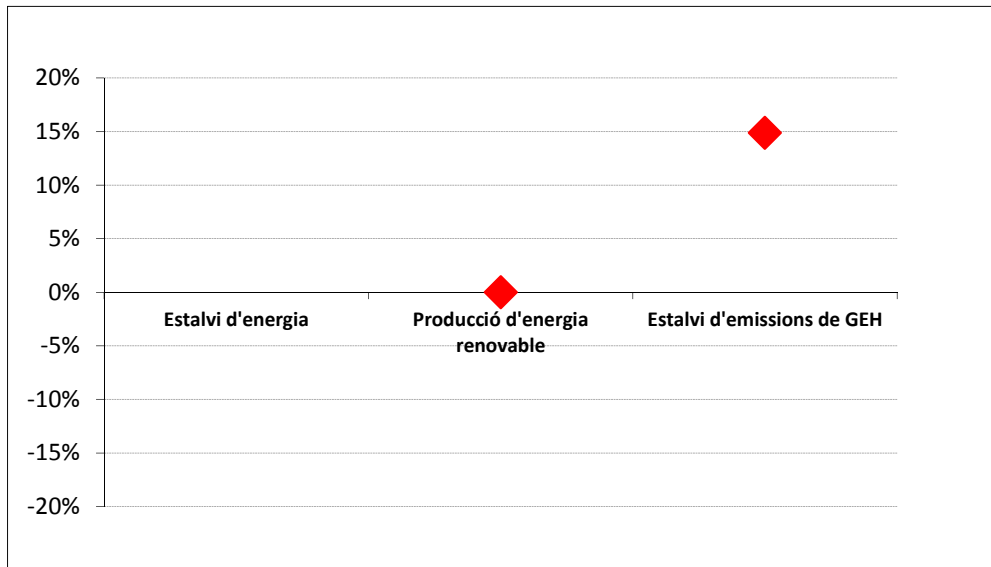 20%
15%
10%
5%
0%
-5%
-10%
-15%
-20%
Estalvi d'energia
Producció d'energia
renovable
Estalvi d'emissions de GEH